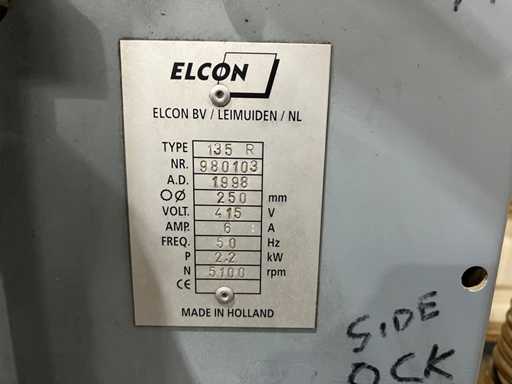 ELCON
ELCON BV / LEIMUIDEN / NL
TYPE 135 R
NR. 980103
A.D. 1998
○Ø 250 mm
VOLT. 415 V
AMP. 6 A
FREQ. 50 Hz
P 2.2 kW
N 5100 rpm
CE
MADE IN HOLLAND
SIDE
OCK